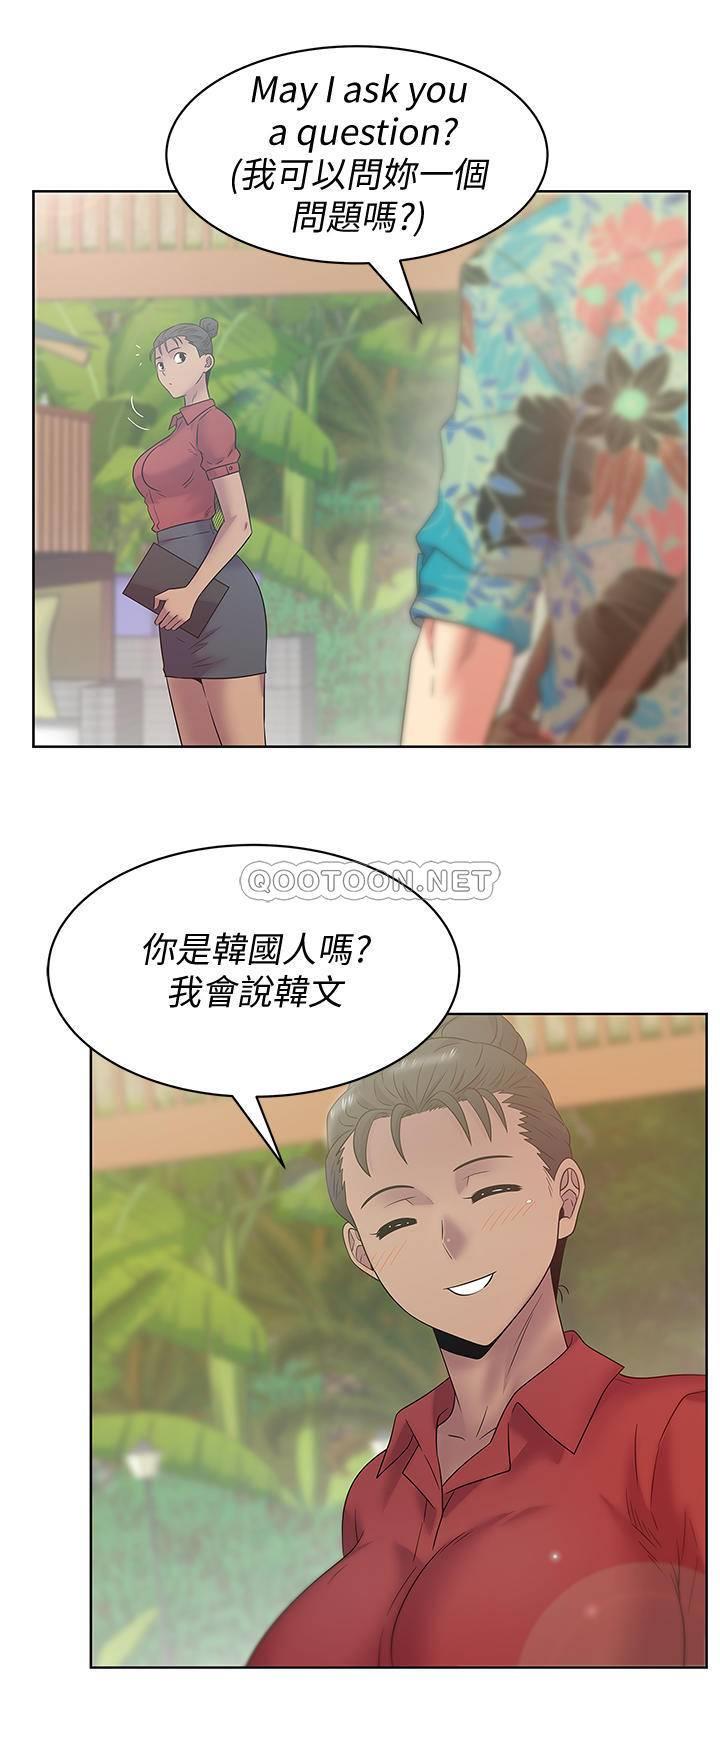 May I ask you
a question?
(我可以問妳一個
問題嗎?)
QOOTOON.NET
你是韓國人嗎?
我會說韓文